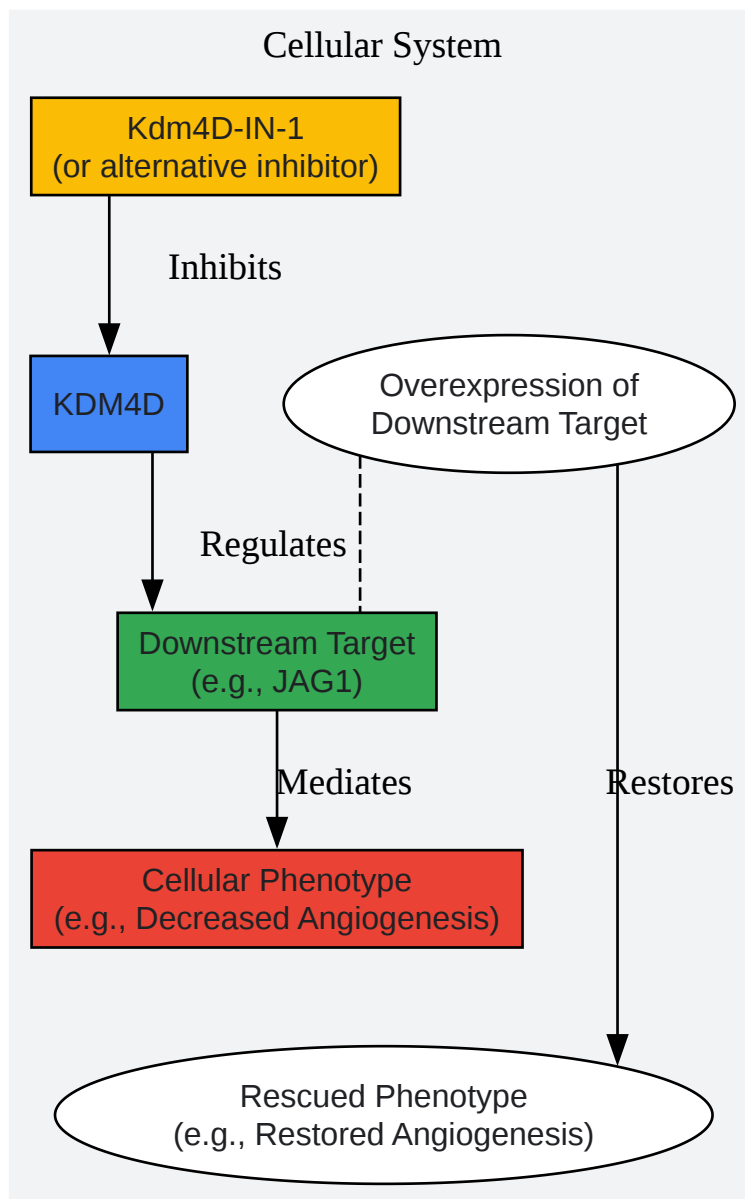 Cellular System
Kdm4D-IN-1
(or alternative inhibitor)
Inhibits
KDM4D
Overexpression of
Downstream Target
Regulates
Downstream Target
(e.g., JAG1)
Mediates
Restores
Cellular Phenotype
(e.g., Decreased Angiogenesis)
Rescued Phenotype
(e.g., Restored Angiogenesis)